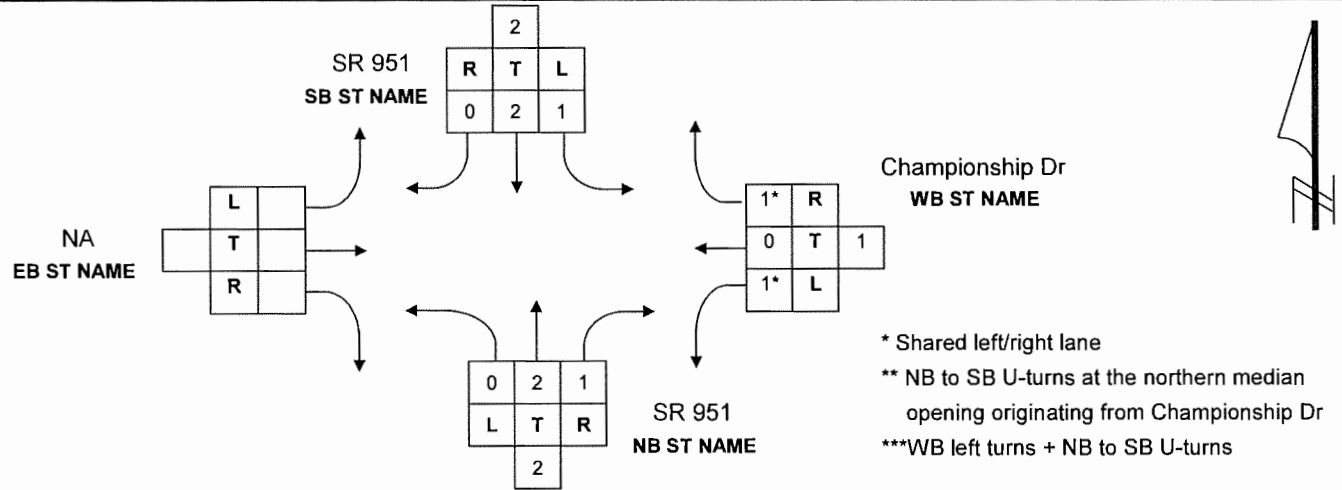 2
SR 951
SB ST NAME
R T L
0 2 1
Championship Dr
WB ST NAME
1* R
0 T 1
1* L
NA
EB ST NAME
L
T
R
0 2 1
L T R
2
SR 951
NB ST NAME
* Shared left/right lane
** NB to SB U-turns at the northern median
opening originating from Championship Dr
***WB left turns + NB to SB U-turns
N